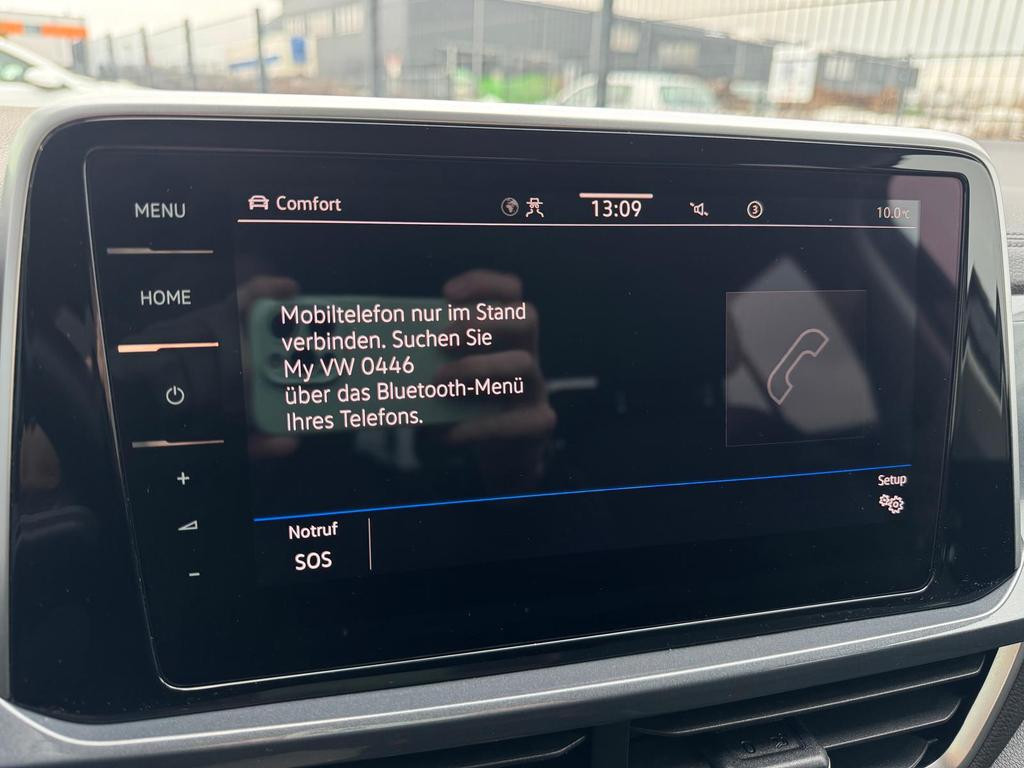 MENU
HOME
Comfort
13:09
3
10.0°C
Mobiltelefon nur im Stand
verbinden. Suchen Sie
My VW 0446
über das Bluetooth-Menü
Ihres Telefons.
Setup
Notruf
SOS
+
-